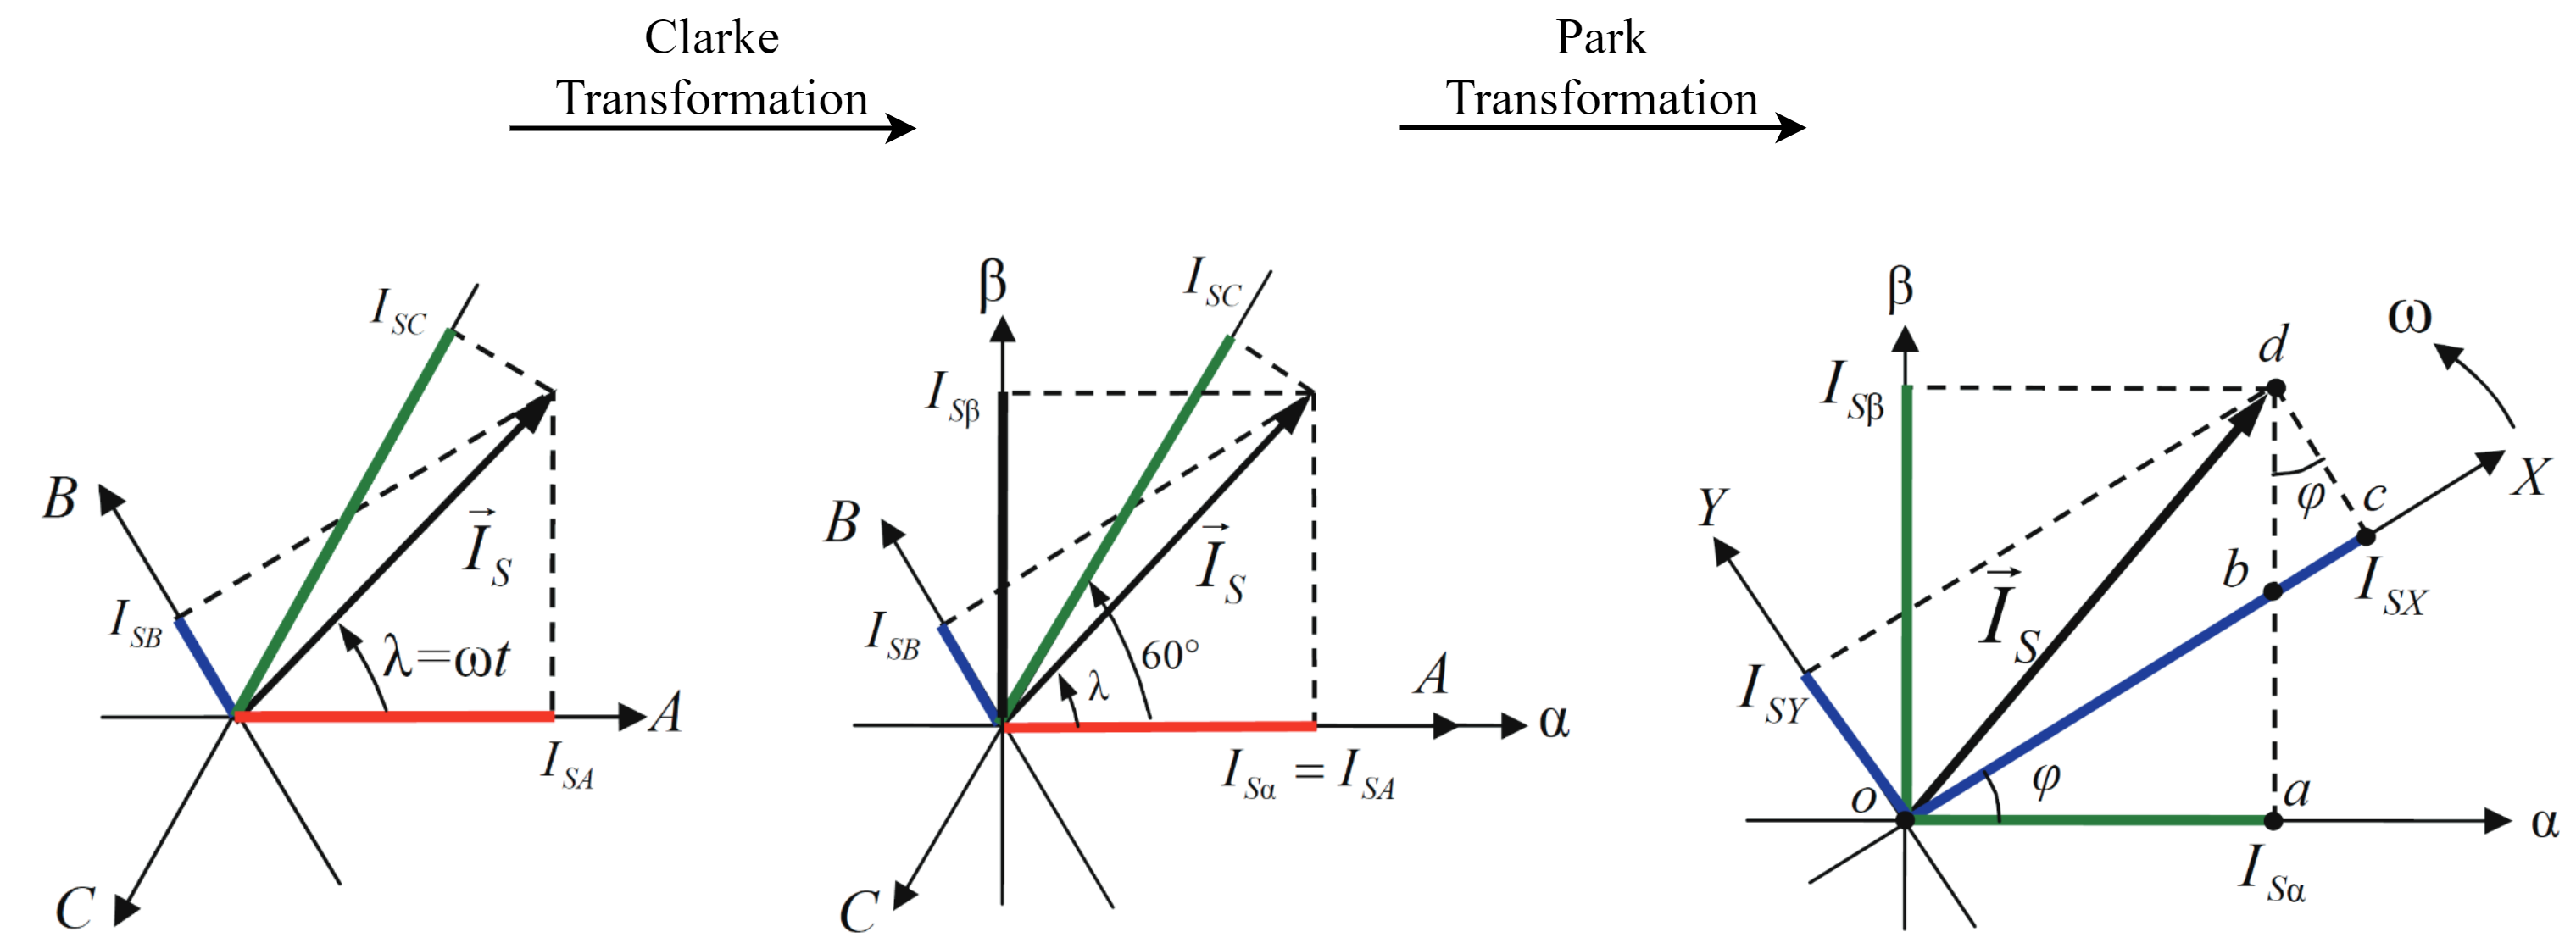 Clarke
Transformation
Park
Transformation
I_SC
B
I_S
I_SB
λ=ωt
A
I_SA
C
β
I_SC
I_Sβ
B
I_S
I_SB
60°
λ
A
α
I_Sα = I_SA
C
β
ω
d
I_Sβ
X
φ
c
Y
b
I_SX
I_S
I_SY
o
φ
a
α
I_Sα